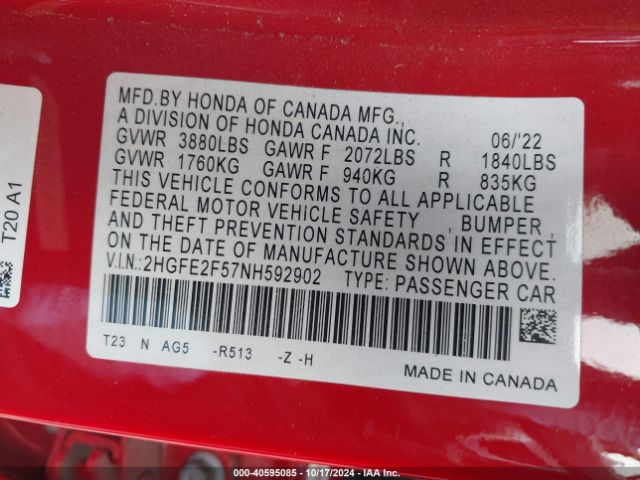 MFD.BY HONDA OF CANADA MFG.,
A DIVISION OF HONDA CANADA INC. 06/'22
GVWR 3880LBS GAWR F 2072LBS R 1840LBS
GVWR 1760KG GAWR F 940KG R 835KG
THIS VEHICLE CONFORMS TO ALL APPLICABLE
FEDERAL MOTOR VEHICLE SAFETY , BUMPER ,
AND THEFT PREVENTION STANDARDS IN EFFECT
ON THE DATE OF MANUFACTURE SHOWN ABOVE.
V.I.N.:2HGFE2F57NH592902 TYPE: PASSENGER CAR
T23 N AG5 -R513 -Z -H
MADE IN CANADA
T20 A1
00-40595085 - 10/17/2024 - IAA Inc.